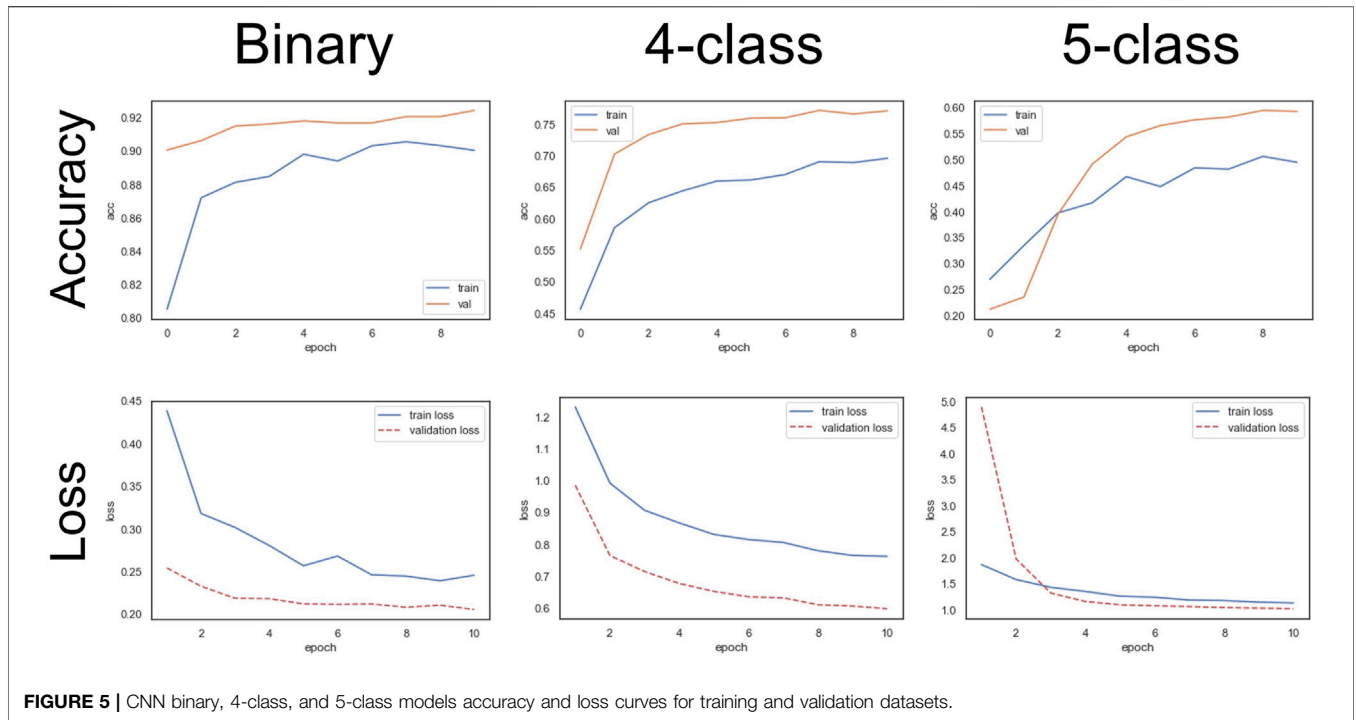 Binary
4-class
5-class
Accuracy
0.92
0.90
0.88
0.86
0.84
0.82
0.80
acc
train
val
0 2 4 6 8
epoch
0.75
0.70
0.65
0.60
0.55
0.50
0.45
acc
train
val
0 2 4 6 8
epoch
0.60
0.55
0.50
0.45
0.40
0.35
0.30
0.25
0.20
acc
train
val
0 2 4 6 8
epoch
Loss
0.45
0.40
0.35
0.30
0.25
0.20
loss
train loss
validation loss
2 4 6 8 10
epoch
1.2
1.1
1.0
0.9
0.8
0.7
0.6
loss
train loss
validation loss
2 4 6 8 10
epoch
5.0
4.5
4.0
3.5
3.0
2.5
2.0
1.5
1.0
loss
train loss
validation loss
2 4 6 8 10
epoch
FIGURE 5 | CNN binary, 4-class, and 5-class models accuracy and loss curves for training and validation datasets.